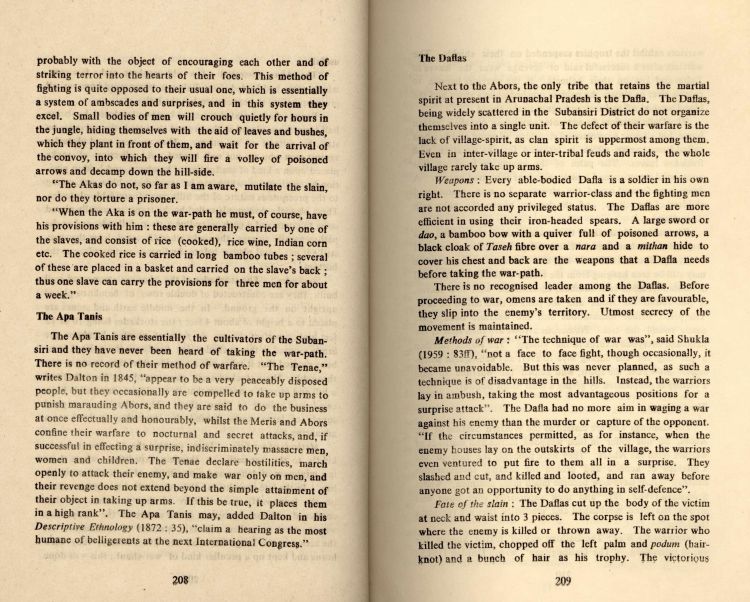 probably with the object of encouraging each other and of
striking terror into the hearts of their foes. This method of
fighting is quite opposed to their usual one, which is essentially
a system of ambscades and surprises, and in this system they
excel. Small bodies of men will crouch quietly for hours in
the jungle, hiding themselves with the aid of leaves and bushes,
which they plant in front of them, and wait for the arrival of
the convoy, into which they will fire a volley of poisoned
arrows and decamp down the hill-side.
"The Akas do not, so far as I am aware, mutilate the slain,
nor do they torture a prisoner.
"When the Aka is on the war-path he must, of course, have
his provisions with him : these are generally carried by one of
the slaves, and consist of rice (cooked), rice wine, Indian corn
etc. The cooked rice is carried in long bamboo tubes ; several
of these are placed in a basket and carried on the slave's back ;
thus one slave can carry the provisions for three men for about
a week."
The Apa Tanis
The Apa Tanis are essentially the cultivators of the Suban-
siri and they have never been heard of taking the war-path.
There is no record of their method of warfare. "The Tenae,"
writes Dalton in 1845, "appear to be a very peaceably disposed
people, but they occasionally are compelled to take up arms to
punish marauding Abors, and they are said to do the business
at once effectually and honourably, whilst the Meris and Abors
confine their warfare to nocturnal and secret attacks, and, if
successful in effecting a surprise, indiscriminately massacre men,
women and children. The Tenae declare hostilities, march
openly to attack their enemy, and make war only on men, and
their revenge does not extend beyond the simple attainment of
their object in taking up arms. If this be true, it places them
in a high rank". The Apa Tanis may, added Dalton in his
Descriptive Ethnology (1872 : 35), "claim a hearing as the most
humane of belligerents at the next International Congress."
208
The Daflas
Next to the Abors, the only tribe that retains the martial
spirit at present in Arunachal Pradesh is the Dafla. The Daflas,
being widely scattered in the Subansiri District do not organize
themselves into a single unit. The defect of their warfare is the
lack of village-spirit, as clan spirit is uppermost among them.
Even in inter-village or inter-tribal feuds and raids, the whole
village rarely take up arms.
Weapons : Every able-bodied Dafla is a soldier in his own
right. There is no separate warrior-class and the fighting men
are not accorded any privileged status. The Daflas are more
efficient in using their iron-headed spears. A large sword or
dao, a bamboo bow with a quiver full of poisoned arrows, a
black cloak of Taseh fibre over a nara and a mithan hide to
cover his chest and back are the weapons that a Dafla needs
before taking the war-path.
There is no recognised leader among the Daflas. Before
proceeding to war, omens are taken and if they are favourable,
they slip into the enemy's territory. Utmost secrecy of the
movement is maintained.
Methods of war : "The technique of war was", said Shukla
(1959 : 83ff), "not a face to face fight, though occasionally, it
became unavoidable. But this was never planned, as such a
technique is of disadvantage in the hills. Instead, the warriors
lay in ambush, taking the most advantageous positions for a
surprise attack". The Dafla had no more aim in waging a war
against his enemy than the murder or capture of the opponent.
"If the circumstances permitted, as for instance, when the
enemy houses lay on the outskirts of the village, the warriors
even ventured to put fire to them all in a surprise. They
slashed and cut, and killed and looted, and ran away before
anyone got an opportunity to do anything in self-defence".
Fate of the slain : The Daflas cut up the body of the victim
at neck and waist into 3 pieces. The corpse is left on the spot
where the enemy is killed or thrown away. The warrior who
killed the victim, chopped off the left palm and podum (hair-
knot) and a bunch of hair as his trophy. The victorious
209